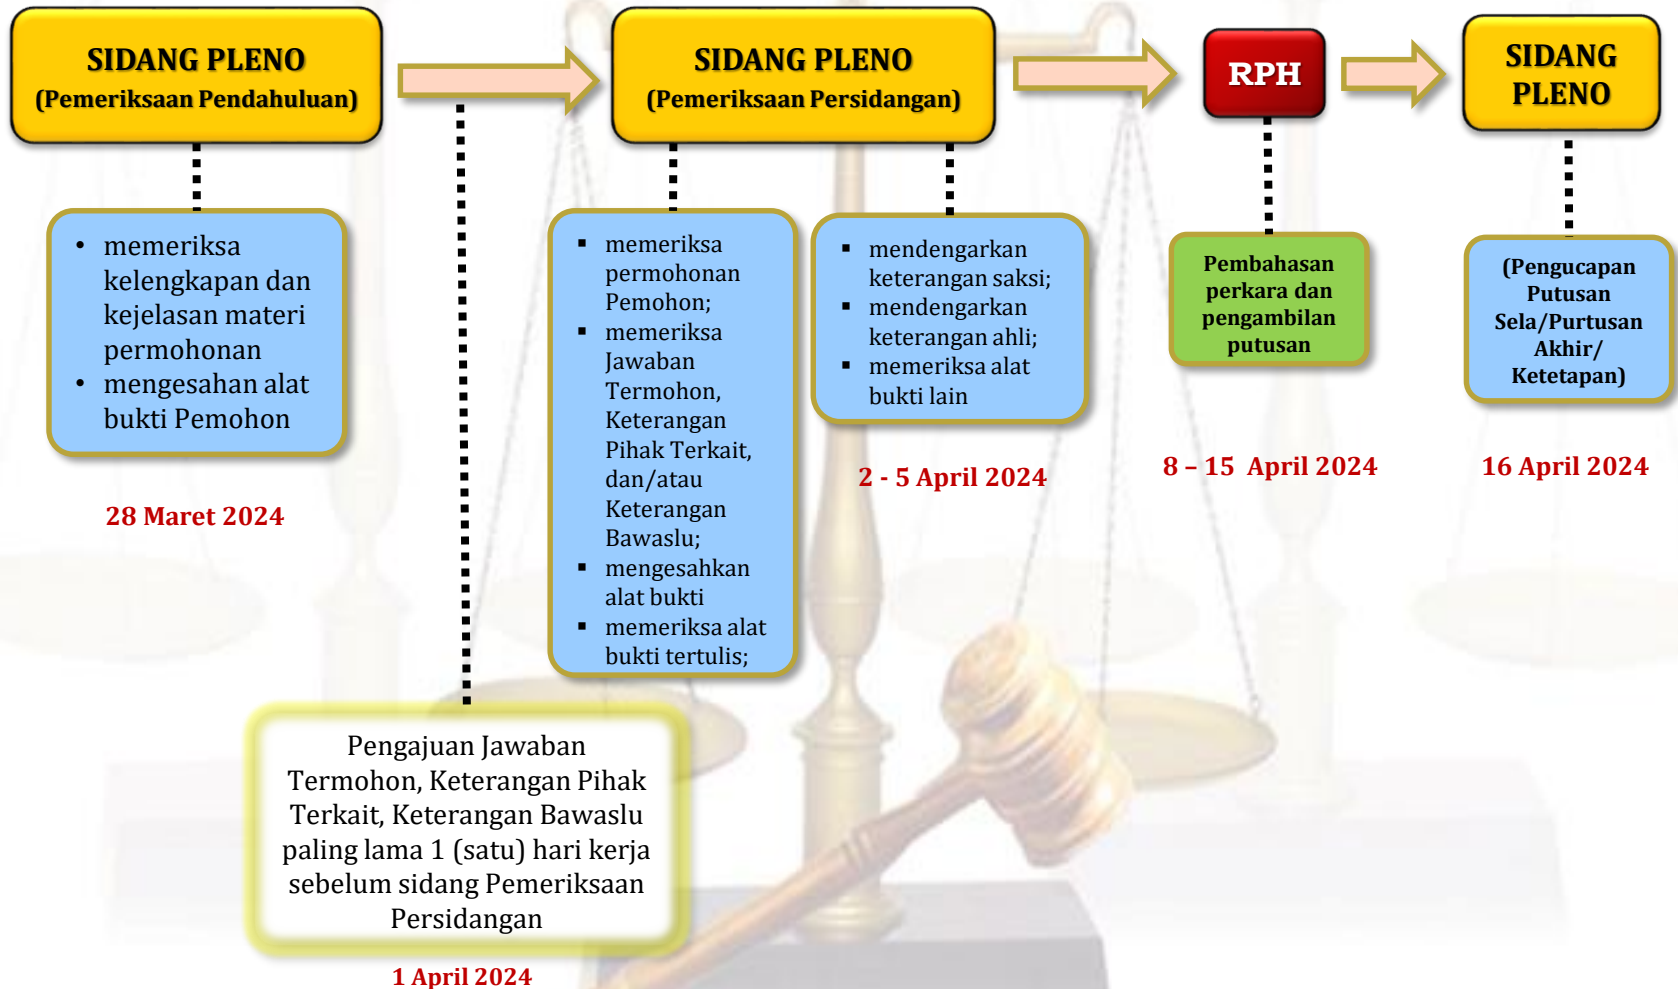 SIDANG PLENO
(Pemeriksaan Pendahuluan)
• memeriksa
kelengkapan dan
kejelasan materi
permohonan
• mengesahan alat
bukti Pemohon
28 Maret 2024
Pengajuan Jawaban
Termohon, Keterangan Pihak
Terkait, Keterangan Bawaslu
paling lama 1 (satu) hari kerja
sebelum sidang Pemeriksaan
Persidangan
1 April 2024
SIDANG PLENO
(Pemeriksaan Persidangan)
▪ memeriksa
permohonan
Pemohon;
▪ memeriksa
Jawaban
Termohon,
Keterangan
Pihak Terkait,
dan/atau
Keterangan
Bawaslu;
▪ mengesahkan
alat bukti
▪ memeriksa alat
bukti tertulis;
▪ mendengarkan
keterangan saksi;
▪ mendengarkan
keterangan ahli;
▪ memeriksa alat
bukti lain
2 - 5 April 2024
RPH
Pembahasan
perkara dan
pengambilan
putusan
8 – 15 April 2024
SIDANG
PLENO
(Pengucapan
Putusan
Sela/Purtusan
Akhir/
Ketetapan)
16 April 2024